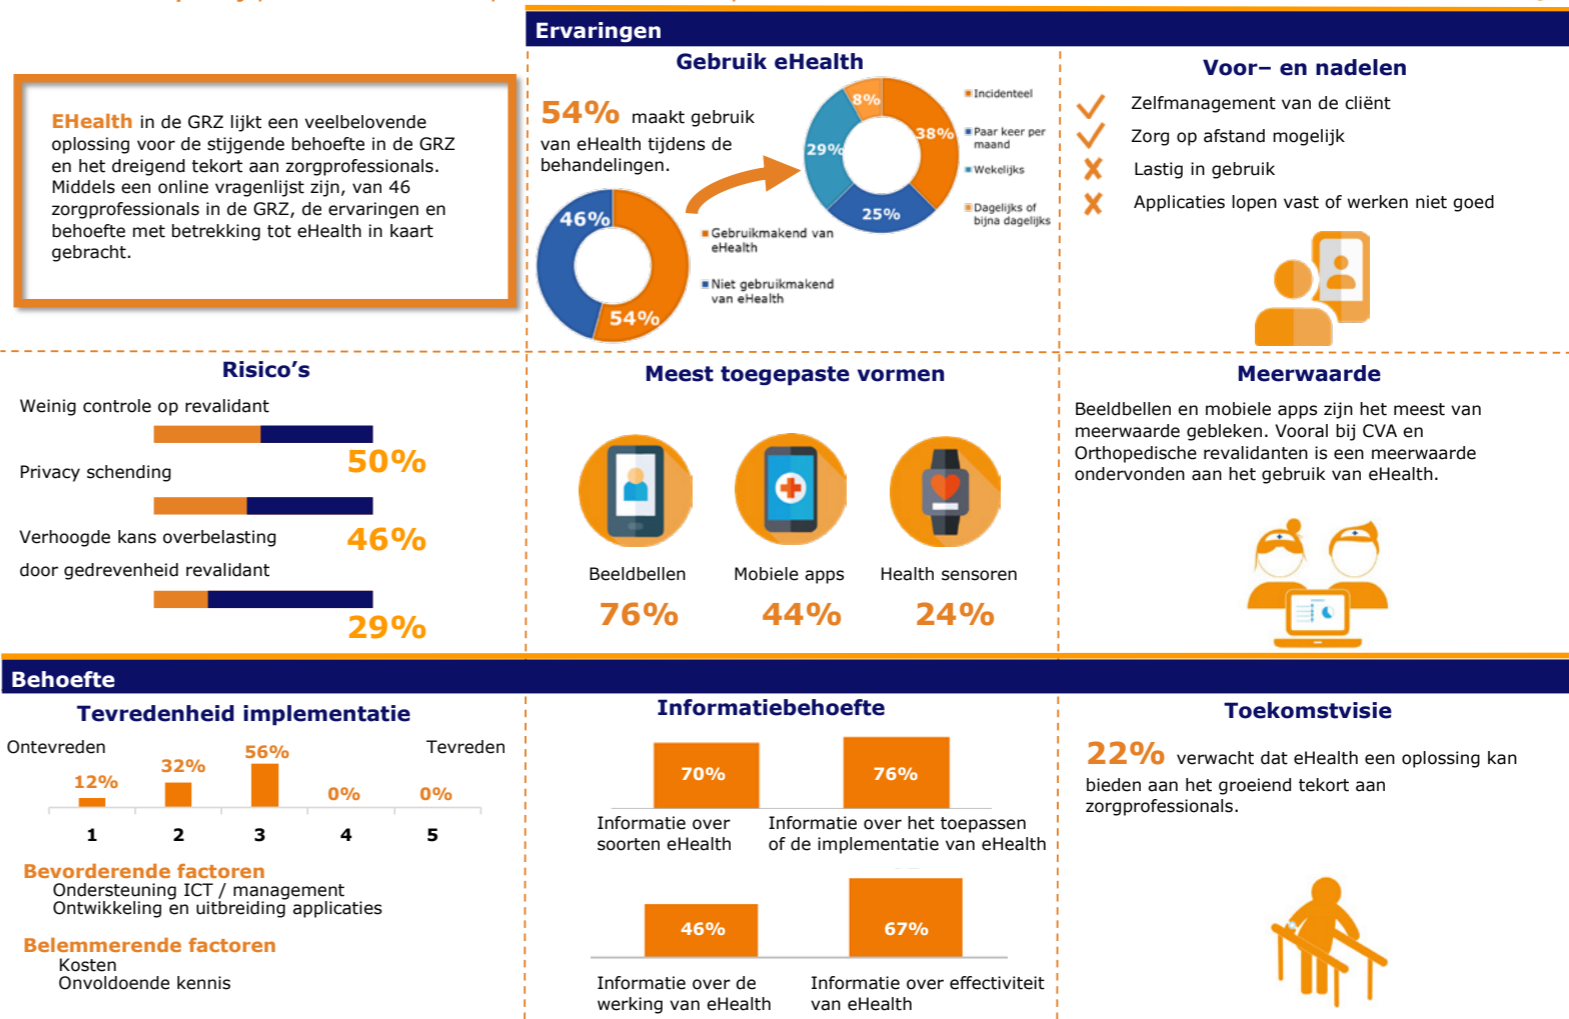 Ervaringen
EHealth in de GRZ lijkt een veelbelovende
oplossing voor de stijgende behoefte in de GRZ
en het dreigend tekort aan zorgprofessionals.
Middels een online vragenlijst zijn, van 46
zorgprofessionals in de GRZ, de ervaringen en
behoefte met betrekking tot eHealth in kaart
gebracht.
Gebruik eHealth
54% maakt gebruik
van eHealth tijdens de
behandelingen.
46%
54%
Gebruikmakend van
eHealth
Niet gebruikmakend
van eHealth
8%
38%
29%
25%
Incidenteel
Paar keer per
maand
Wekelijks
Dagelijks of
bijna dagelijks
Voor– en nadelen
Zelfmanagement van de cliënt
Zorg op afstand mogelijk
Lastig in gebruik
Applicaties lopen vast of werken niet goed
Risico’s
Weinig controle op revalidant
50%
Privacy schending
46%
Verhoogde kans overbelasting
door gedrevenheid revalidant
29%
Meest toegepaste vormen
Beeldbellen
Mobiele apps
Health sensoren
76%
44%
24%
Meerwaarde
Beeldbellen en mobiele apps zijn het meest van
meerwaarde gebleken. Vooral bij CVA en
Orthopedische revalidanten is een meerwaarde
ondervonden aan het gebruik van eHealth.
Behoefte
Tevredenheid implementatie
Ontevreden
Tevreden
12%
32%
56%
0%
0%
1 2 3 4 5
Bevorderende factoren
Ondersteuning ICT / management
Ontwikkeling en uitbreiding applicaties
Belemmerende factoren
Kosten
Onvoldoende kennis
Informatiebehoefte
70%
76%
Informatie over
soorten eHealth
Informatie over het toepassen
of de implementatie van eHealth
46%
67%
Informatie over de
werking van eHealth
Informatie over effectiviteit
van eHealth
Toekomstvisie
22% verwacht dat eHealth een oplossing kan
bieden aan het groeiend tekort aan
zorgprofessionals.